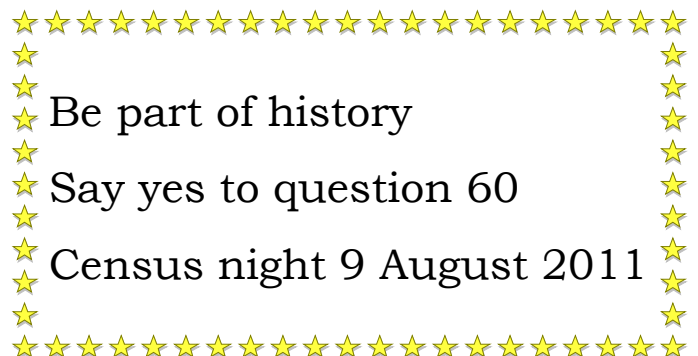 Be part of history
Say yes to question 60
Census night 9 August 2011